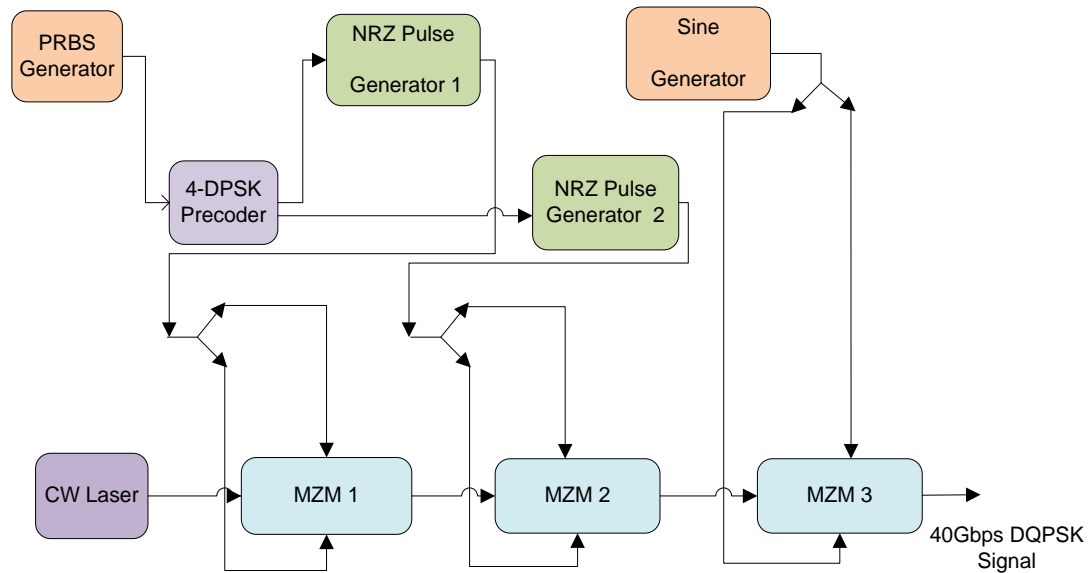 PRBS
Generator
NRZ Pulse
Generator 1
Sine
Generator
4-DPSK
Precoder
NRZ Pulse
Generator 2
CW Laser
MZM 1
MZM 2
MZM 3
40Gbps DQPSK
Signal